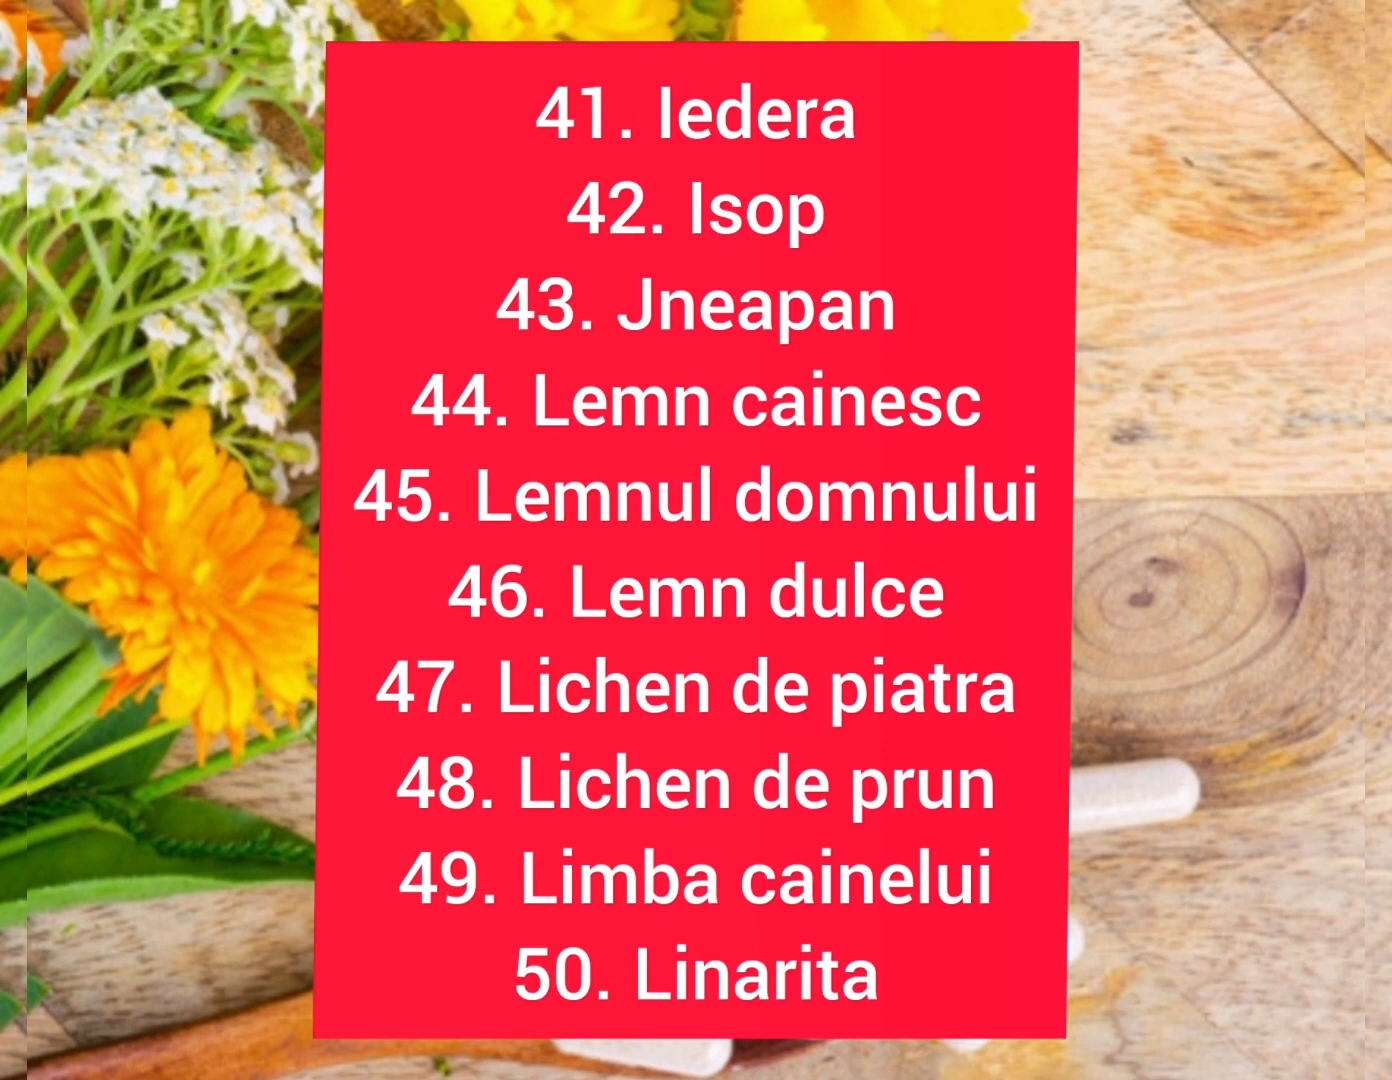 41. Iedera
42. Isop
43. Jneapan
44. Lemn cainesc
45. Lemnul domnului
46. Lemn dulce
47. Lichen de piatra
48. Lichen de prun
49. Limba cainelui
50. Linarita